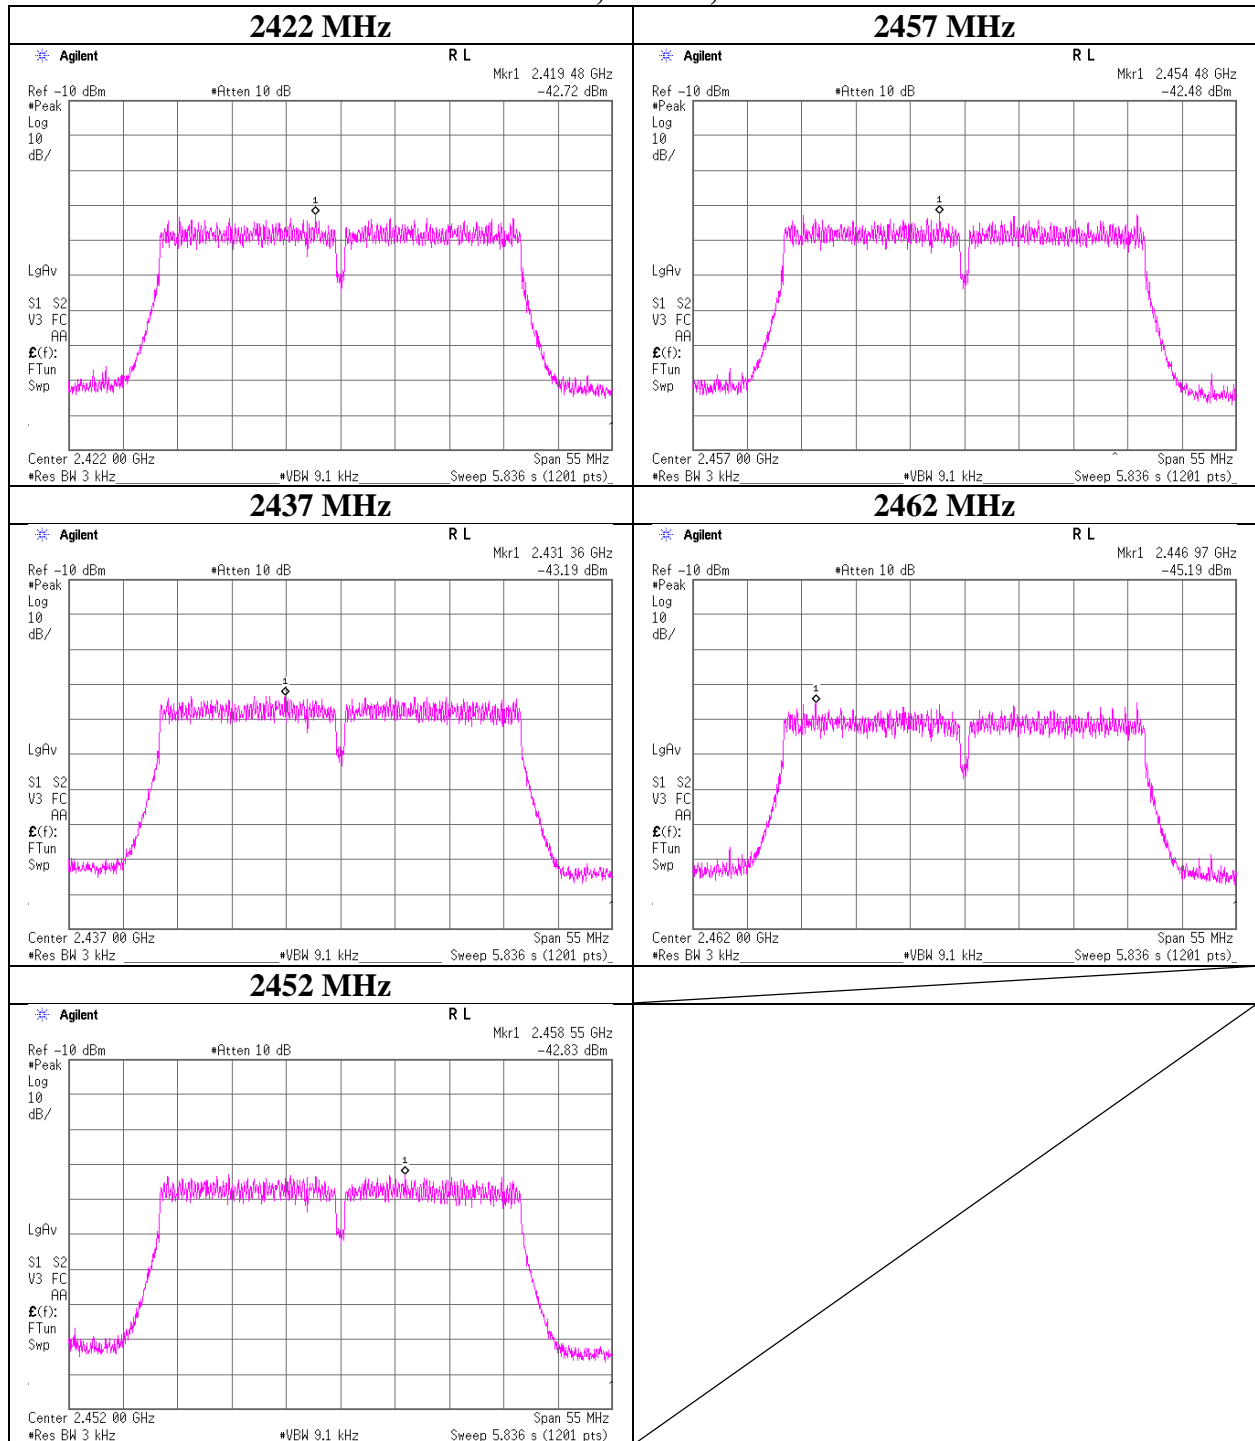 2422 MHz
Agilent
R L
Mkr1 2.419 48 GHz
Ref -10 dBm #Atten 10 dB -42.72 dBm
#Peak
Log
10
dB/
1
LgAv
S1 S2
V3 FC
AA
£(f):
FTun
Swp
Center 2.422 00 GHz Span 55 MHz
#Res BW 3 kHz #VBW 9.1 kHz Sweep 5.836 s (1201 pts)
2457 MHz
Agilent
R L
Mkr1 2.454 48 GHz
Ref -10 dBm #Atten 10 dB -42.48 dBm
#Peak
Log
10
dB/
1
LgAv
S1 S2
V3 FC
AA
£(f):
FTun
Swp
Center 2.457 00 GHz Span 55 MHz
#Res BW 3 kHz #VBW 9.1 kHz Sweep 5.836 s (1201 pts)
2437 MHz
Agilent
R L
Mkr1 2.431 36 GHz
Ref -10 dBm #Atten 10 dB -43.19 dBm
#Peak
Log
10
dB/
1
LgAv
S1 S2
V3 FC
AA
£(f):
FTun
Swp
Center 2.437 00 GHz Span 55 MHz
#Res BW 3 kHz #VBW 9.1 kHz Sweep 5.836 s (1201 pts)
2462 MHz
Agilent
R L
Mkr1 2.446 97 GHz
Ref -10 dBm #Atten 10 dB -45.19 dBm
#Peak
Log
10
dB/
1
LgAv
S1 S2
V3 FC
AA
£(f):
FTun
Swp
Center 2.462 00 GHz Span 55 MHz
#Res BW 3 kHz #VBW 9.1 kHz Sweep 5.836 s (1201 pts)
2452 MHz
Agilent
R L
Mkr1 2.458 55 GHz
Ref -10 dBm #Atten 10 dB -42.83 dBm
#Peak
Log
10
dB/
1
LgAv
S1 S2
V3 FC
AA
£(f):
FTun
Swp
Center 2.452 00 GHz Span 55 MHz
#Res BW 3 kHz #VBW 9.1 kHz Sweep 5.836 s (1201 pts)